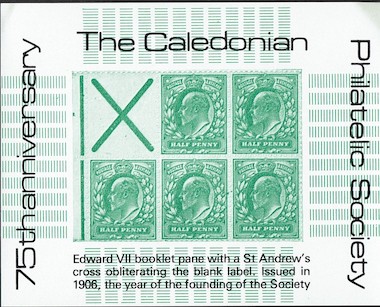 The Caledonian
Philatelic Society
75th anniversary
HALF PENNY
HALF PENNY
HALF PENNY
HALF PENNY
HALF PENNY
Edward VII booklet pane with a St Andrew's
cross obliterating the blank label. Issued in
1906, the year of the founding of the Society